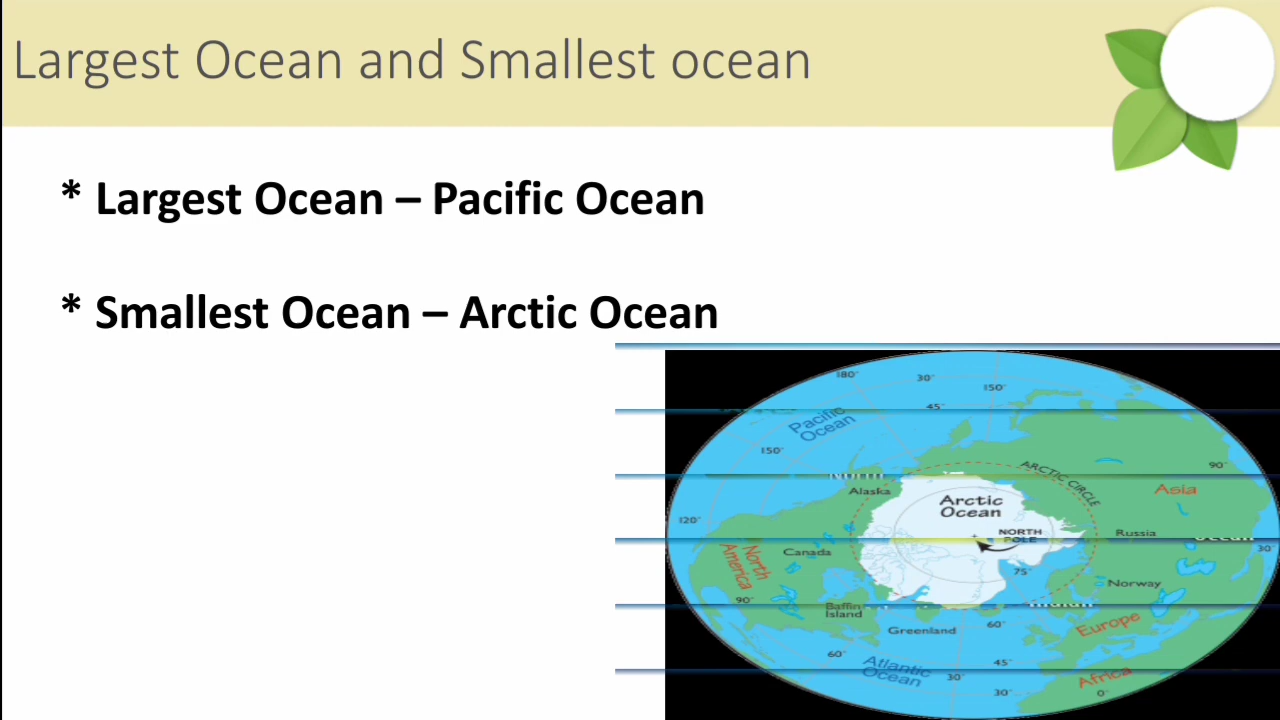 Largest Ocean and Smallest ocean
* Largest Ocean – Pacific Ocean
* Smallest Ocean – Arctic Ocean
180°
30°
150°
45°
Pacific
Ocean
150°
ARCTIC CIRCLE
90°
Alaska
Arctic
Ocean
Asia
120°
NORTH
POLE
Russia
30°
Canada
North
America
75°
Norway
90°
Baffin
Island
Greenland
60°
Europe
60°
Atlantic
Ocean
45°
30°
30°
Africa
0°